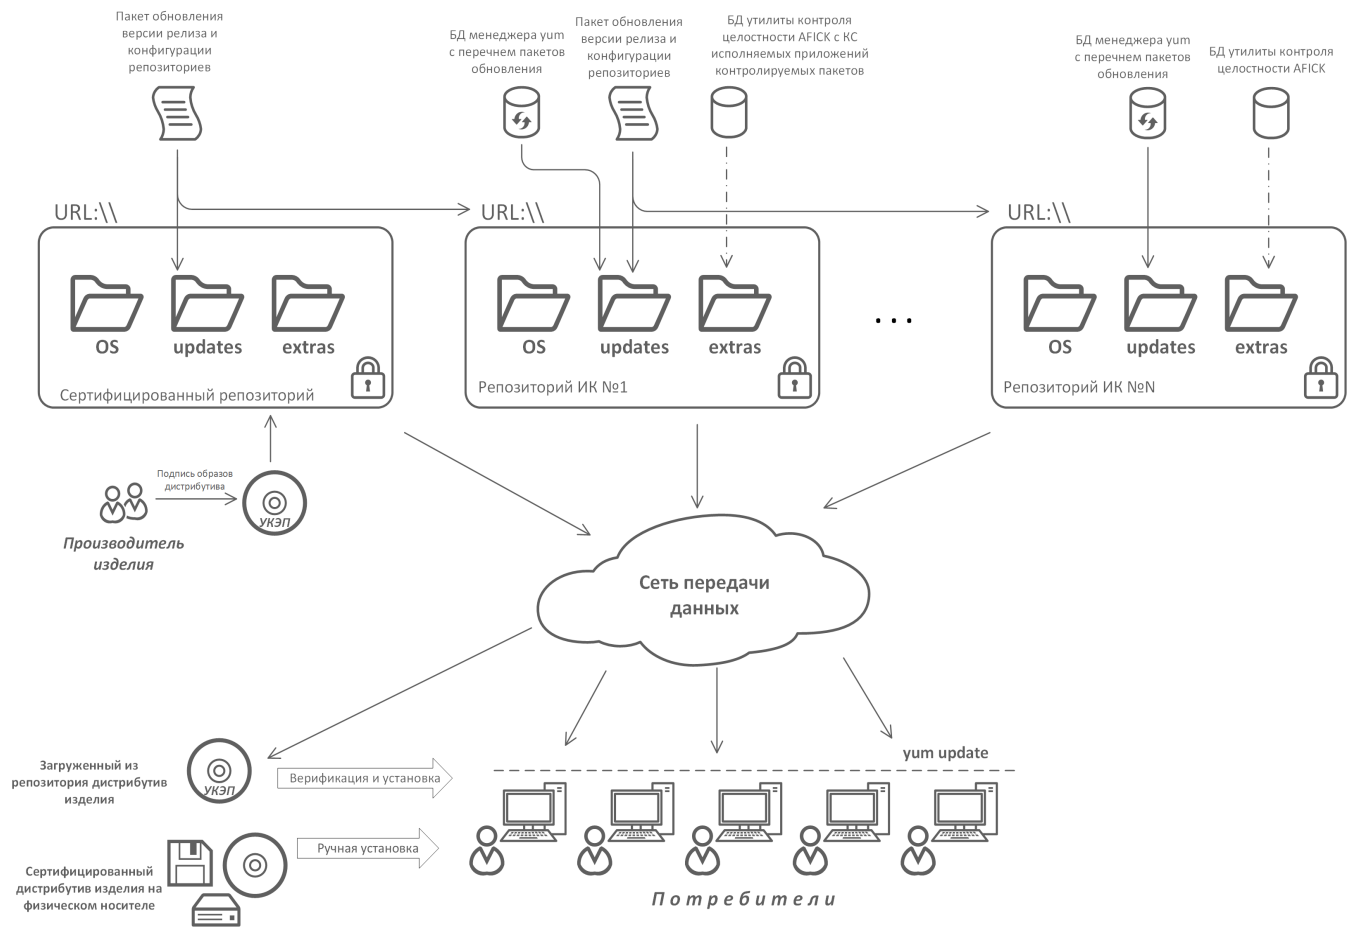 Пакет обновления
версии релиза и
конфигурации
репозиториев
БД менеджера yum
с перечнем пакетов
обновления
Пакет обновления
версии релиза и
конфигурации
репозиториев
БД утилиты контроля
целостности AFICK с КС
исполняемых приложений
контролируемых пакетов
БД менеджера yum
с перечнем пакетов
обновления
БД утилиты контроля
целостности AFICK
URL:\\
OS
updates
extras
Сертифицированный репозиторий
URL:\\
OS
updates
extras
Репозиторий ИК №1
...
URL:\\
OS
updates
extras
Репозиторий ИК №N
Подпись образов
дистрибутива
УКЭП
Производитель
изделия
Сеть передачи
данных
Загруженный из
репозитория дистрибутив
изделия
УКЭП
Верификация и установка
yum update
Сертифицированный
дистрибутив изделия на
физическом носителе
Ручная установка
Потребители